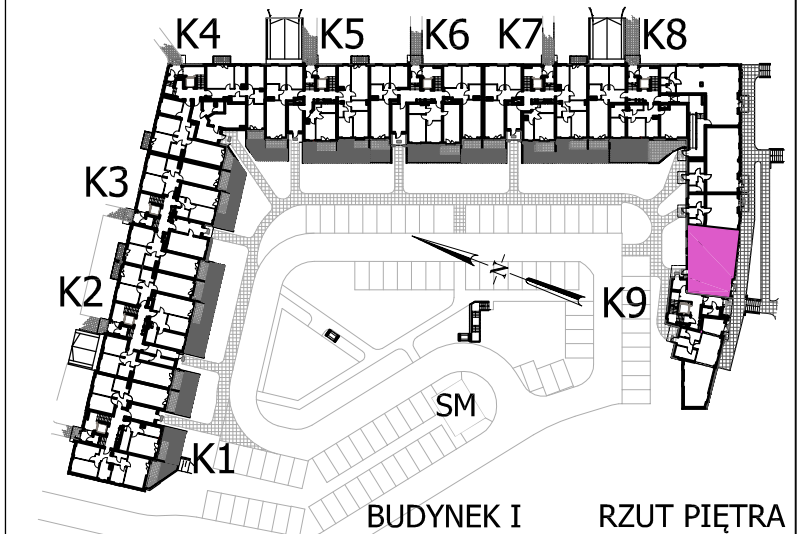 K4 K5 K6 K7 K8
K3
K2
K9
N
SM
K1
BUDYNEK I RZUT PIĘTRA